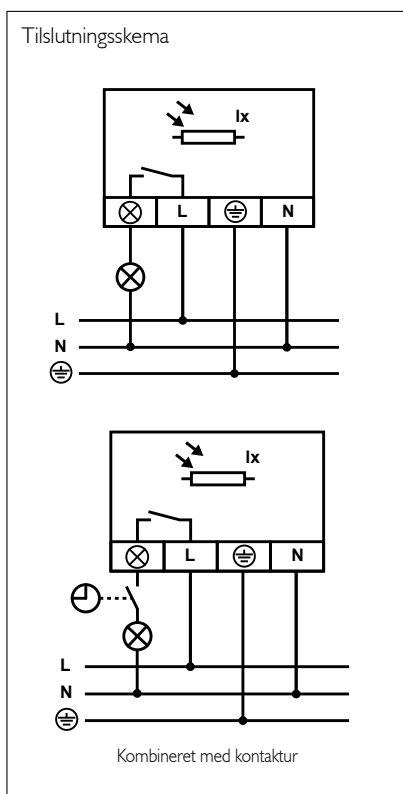 Tilslutningsskema
lx
L N
L
N
lx
L N
L
N
Kombineret med kontaktur